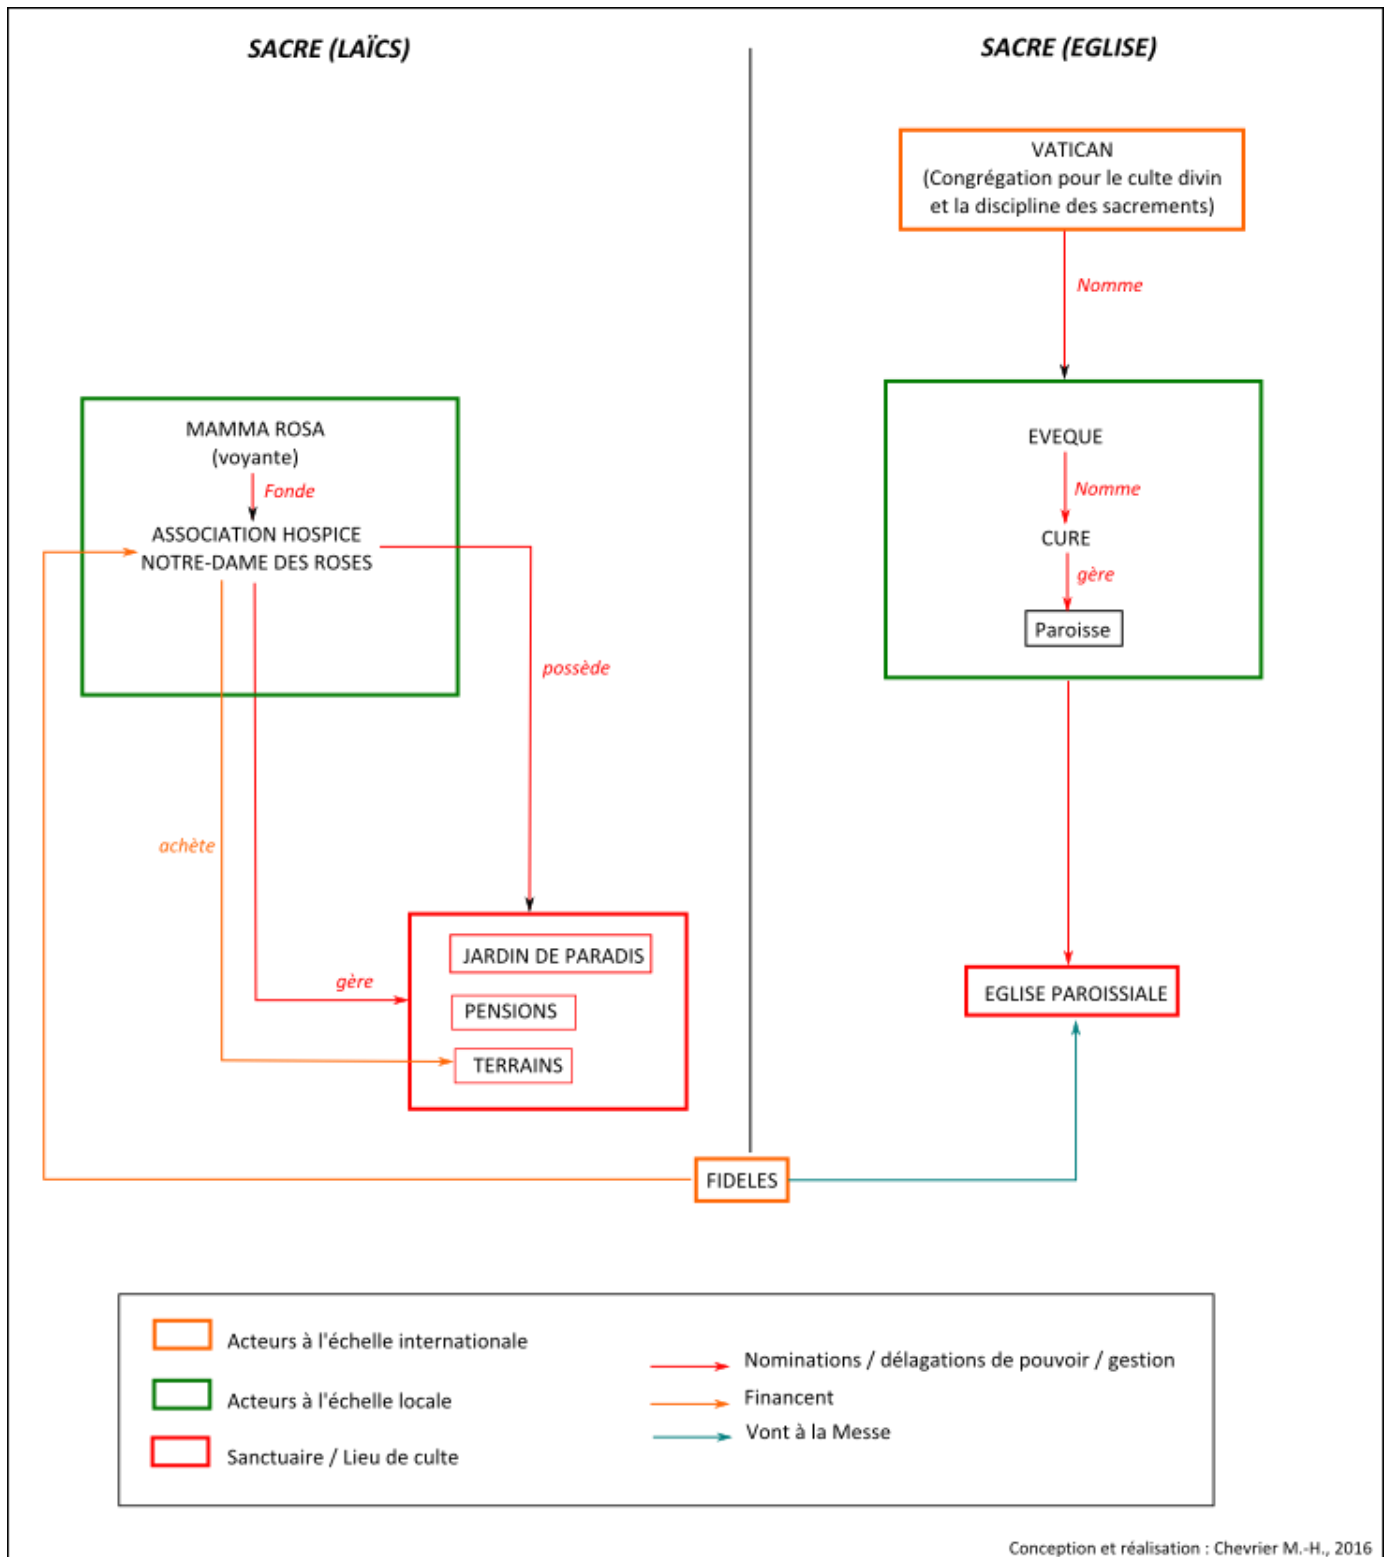 SACRE (LAÏCS)
SACRE (EGLISE)
VATICAN
(Congrégation pour le culte divin
et la discipline des sacrements)
Nomme
MAMMA ROSA
(voyante)
Fonde
ASSOCIATION HOSPICE
NOTRE-DAME DES ROSES
EVEQUE
Nomme
CURE
gère
Paroisse
possède
achète
gère
JARDIN DE PARADIS
PENSIONS
TERRAINS
EGLISE PAROISSIALE
FIDELES
Acteurs à l'échelle internationale
Acteurs à l'échelle locale
Sanctuaire / Lieu de culte
Nominations / délagations de pouvoir / gestion
Financent
Vont à la Messe
Conception et réalisation : Chevrier M.-H., 2016